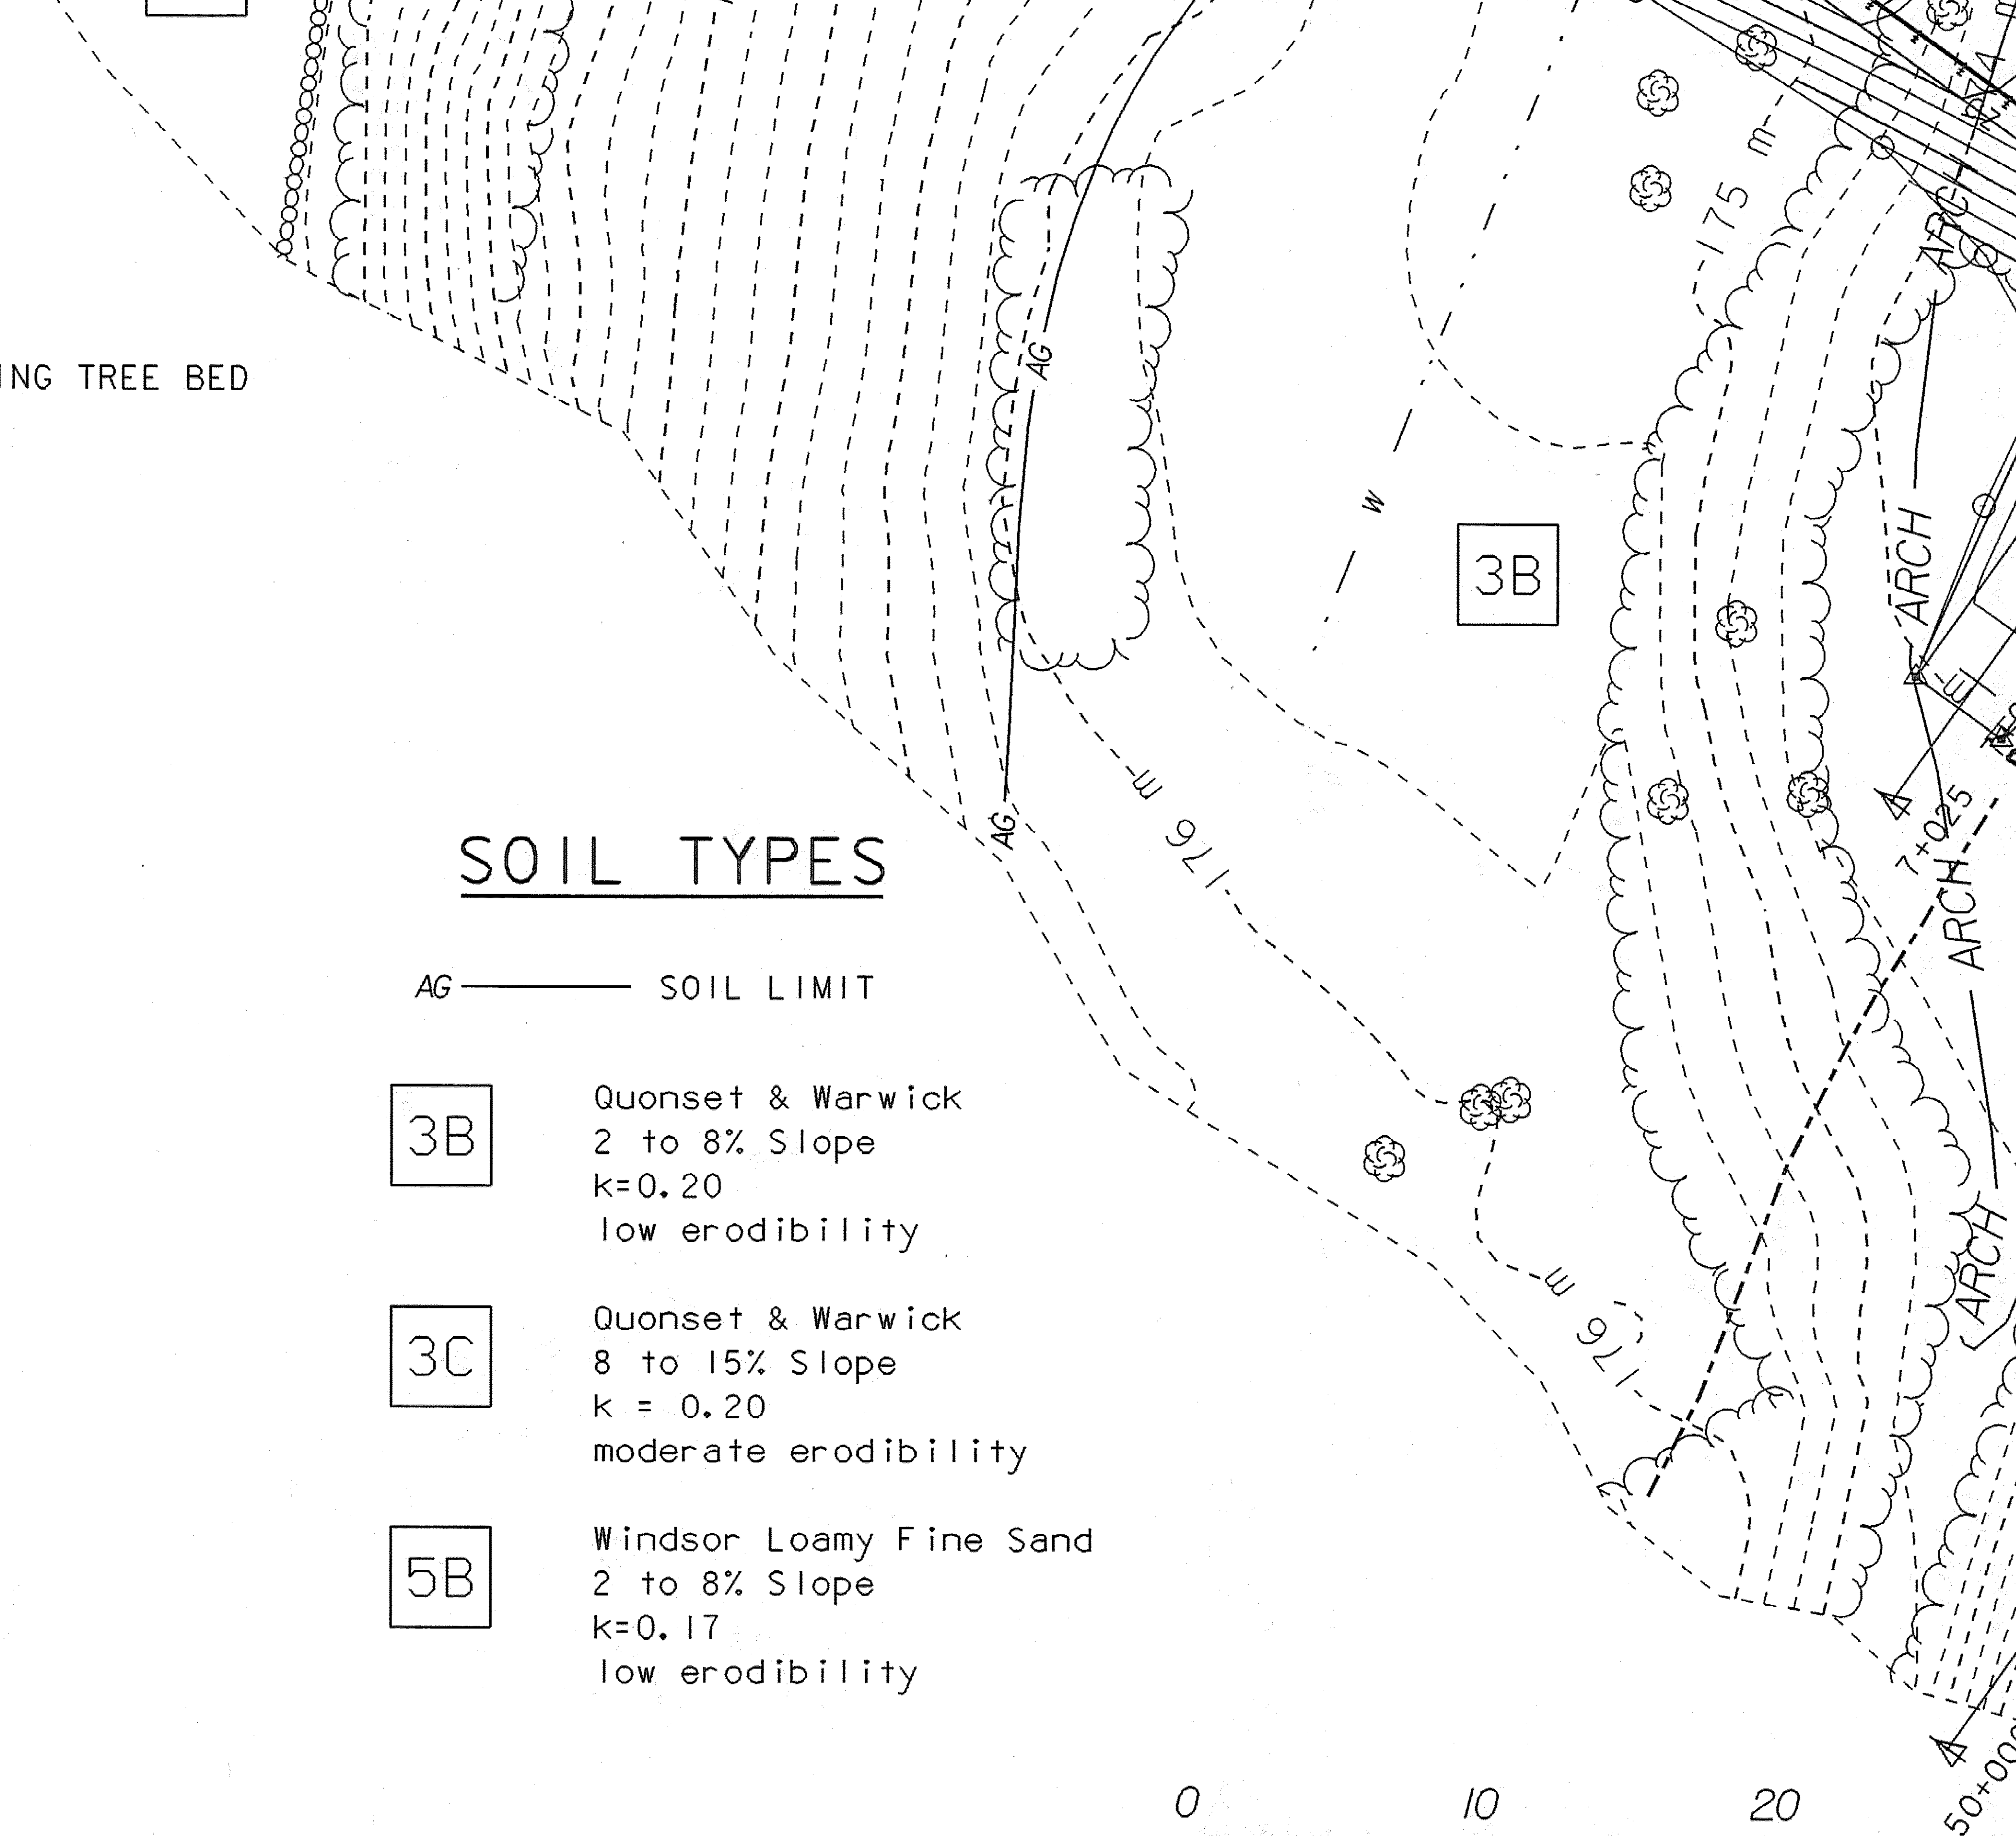 ING TREE BED
175 m
ARCH
AG
W
3B
ARCH
m
176 m
AG
7+025
ARCH
SOIL TYPES
AG SOIL LIMIT
3B
Quonset & Warwick
2 to 8% Slope
k=0.20
low erodibility
ARCH
176 m
3C
Quonset & Warwick
8 to 15% Slope
k = 0.20
moderate erodibility
5B
Windsor Loamy Fine Sand
2 to 8% Slope
k=0.17
low erodibility
0 10 20
50+000